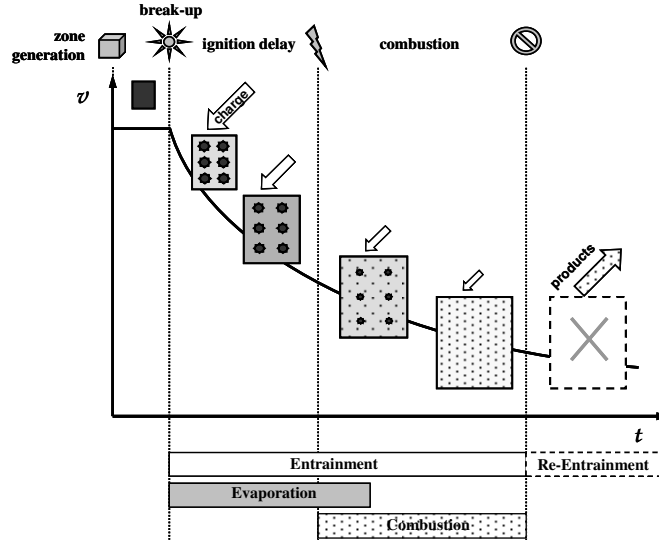 break-up
zone
generation
ignition delay
combustion
v
charge
products
t
Entrainment
Re-Entrainment
Evaporation
Combustion